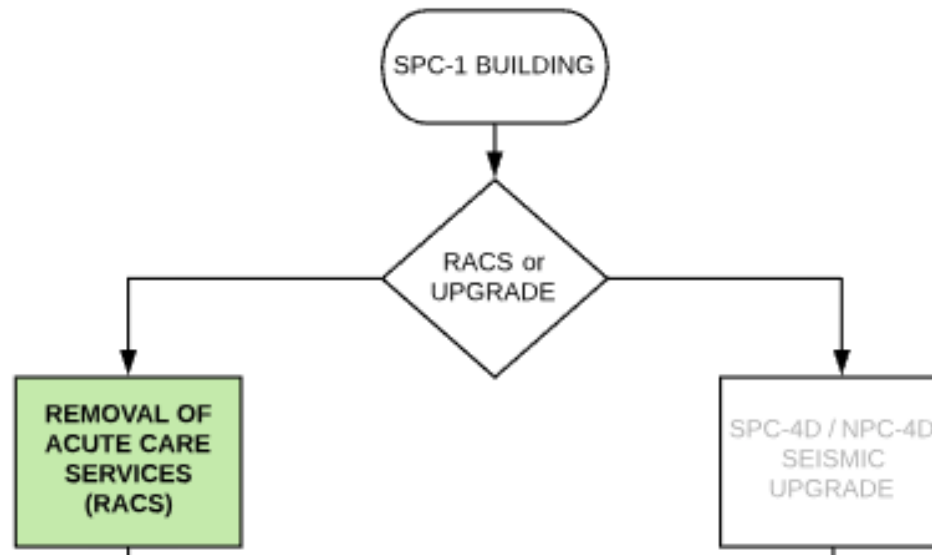 SPC-1 BUILDING
RACS or
UPGRADE
REMOVAL OF
ACUTE CARE
SERVICES
(RACS)
SPC-4D / NPC-4D
SEISMIC
UPGRADE